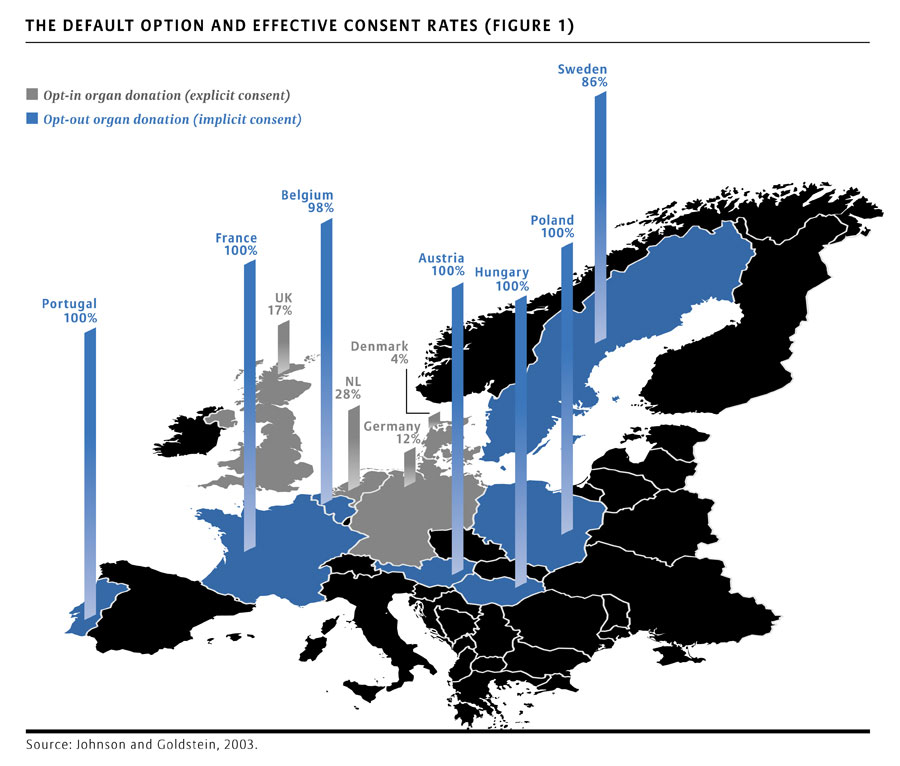 THE DEFAULT OPTION AND EFFECTIVE CONSENT RATES (FIGURE 1)
Opt-in organ donation (explicit consent)
Opt-out organ donation (implicit consent)
Sweden
86%
Belgium
98%
Poland
100%
France
100%
Austria
100%
Hungary
100%
Portugal
100%
UK
17%
Denmark
4%
NL
28%
Germany
12%
Source: Johnson and Goldstein, 2003.